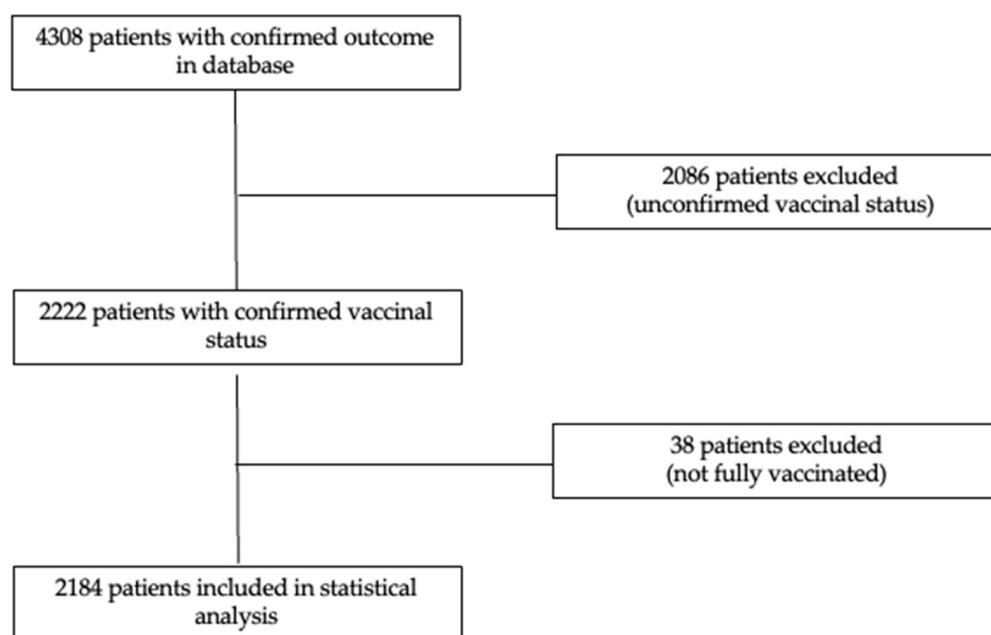 4308 patients with confirmed outcome
in database
2086 patients excluded
(unconfirmed vaccinal status)
2222 patients with confirmed vaccinal
status
38 patients excluded
(not fully vaccinated)
2184 patients included in statistical
analysis